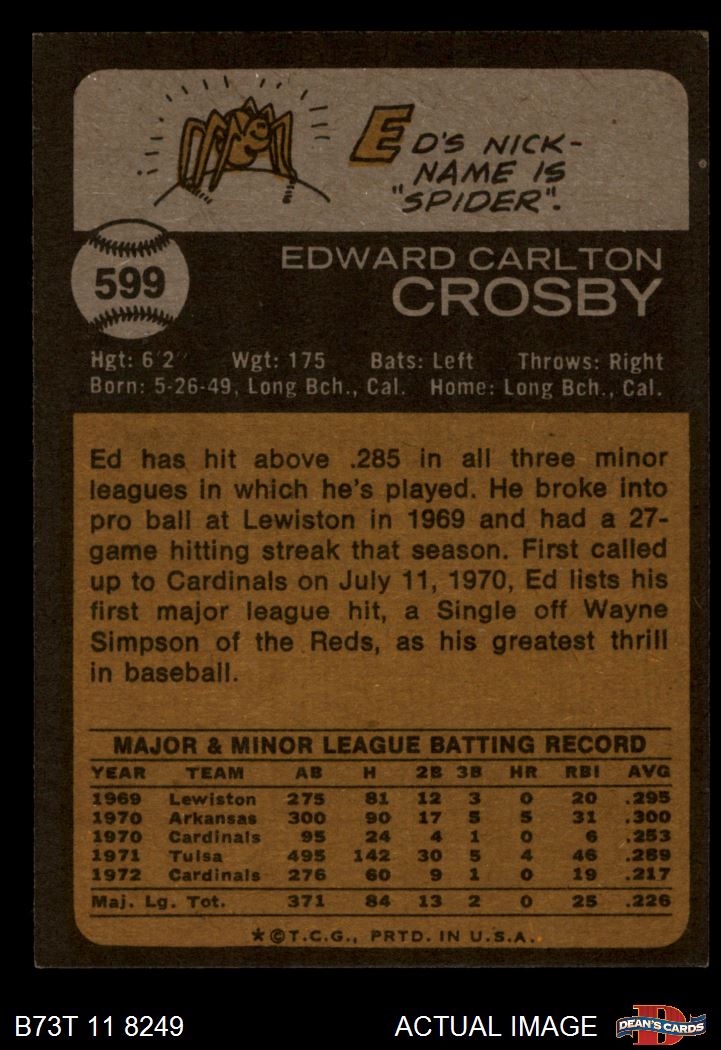 ED'S NICK-
NAME IS
"SPIDER".
599
EDWARD CARLTON
CROSBY
Hgt: 6'2" Wgt: 175 Bats: Left Throws: Right
Born: 5-26-49, Long Bch., Cal. Home: Long Bch., Cal.
Ed has hit above .285 in all three minor
leagues in which he's played. He broke into
pro ball at Lewiston in 1969 and had a 27-
game hitting streak that season. First called
up to Cardinals on July 11, 1970, Ed lists his
first major league hit, a Single off Wayne
Simpson of the Reds, as his greatest thrill
in baseball.
MAJOR & MINOR LEAGUE BATTING RECORD
YEAR TEAM AB H 2B 3B HR RBI AVG
1969 Lewiston 275 81 12 3 0 20 .295
1970 Arkansas 300 90 17 5 5 31 .300
1970 Cardinals 95 24 4 1 0 6 .253
1971 Tulsa 495 142 30 5 4 46 .289
1972 Cardinals 276 60 9 1 0 19 .217
Maj. Lg. Tot. 371 84 13 2 0 25 .226
★©T.C.G., PRTD. IN U.S.A.
B73T 11 8249 ACTUAL IMAGE
D
DEAN'S CARDS